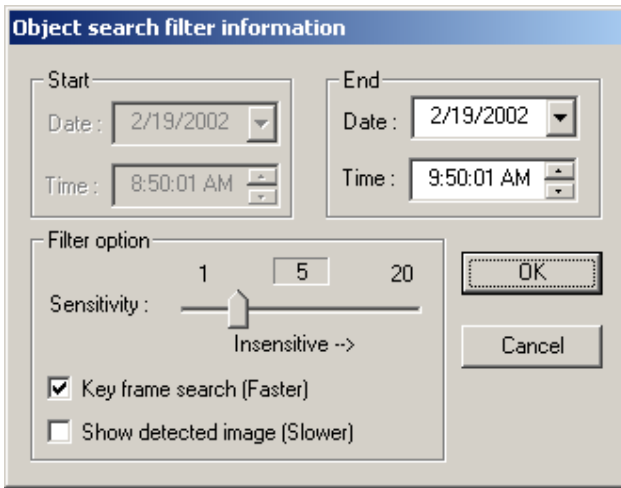 Object search filter information
Start
Date : 2/19/2002
Time : 8:50:01 AM
End
Date : 2/19/2002
Time : 9:50:01 AM
Filter option
1 5 20
Sensitivity :
Insensitive -->
Key frame search (Faster)
Show detected image (Slower)
OK
Cancel